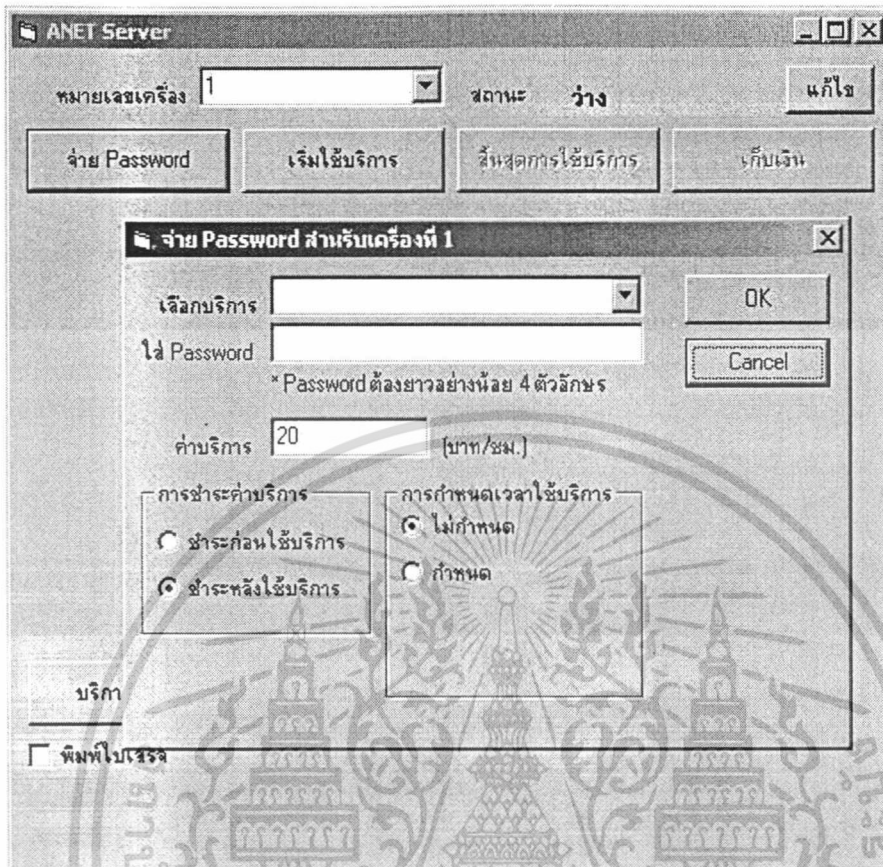 ANET Server
หมายเลขเครื่อง 1 สถานะ ว่าง แก้ไข
จ่าย Password เริ่มใช้บริการ สิ้นสุดการใช้บริการ เก็บเงิน
จ่าย Password สำหรับเครื่องที่ 1
เลือกบริการ OK
ใส่ Password Cancel
* Password ต้องยาวอย่างน้อย 4 ตัวอักษร
ค่าบริการ 20 (บาท/ชม.)
การชำระค่าบริการ การกำหนดเวลาใช้บริการ
ชำระก่อนใช้บริการ ไม่กำหนด
ชำระหลังใช้บริการ กำหนด
บริกา
พิมพ์ใบเสร็จ